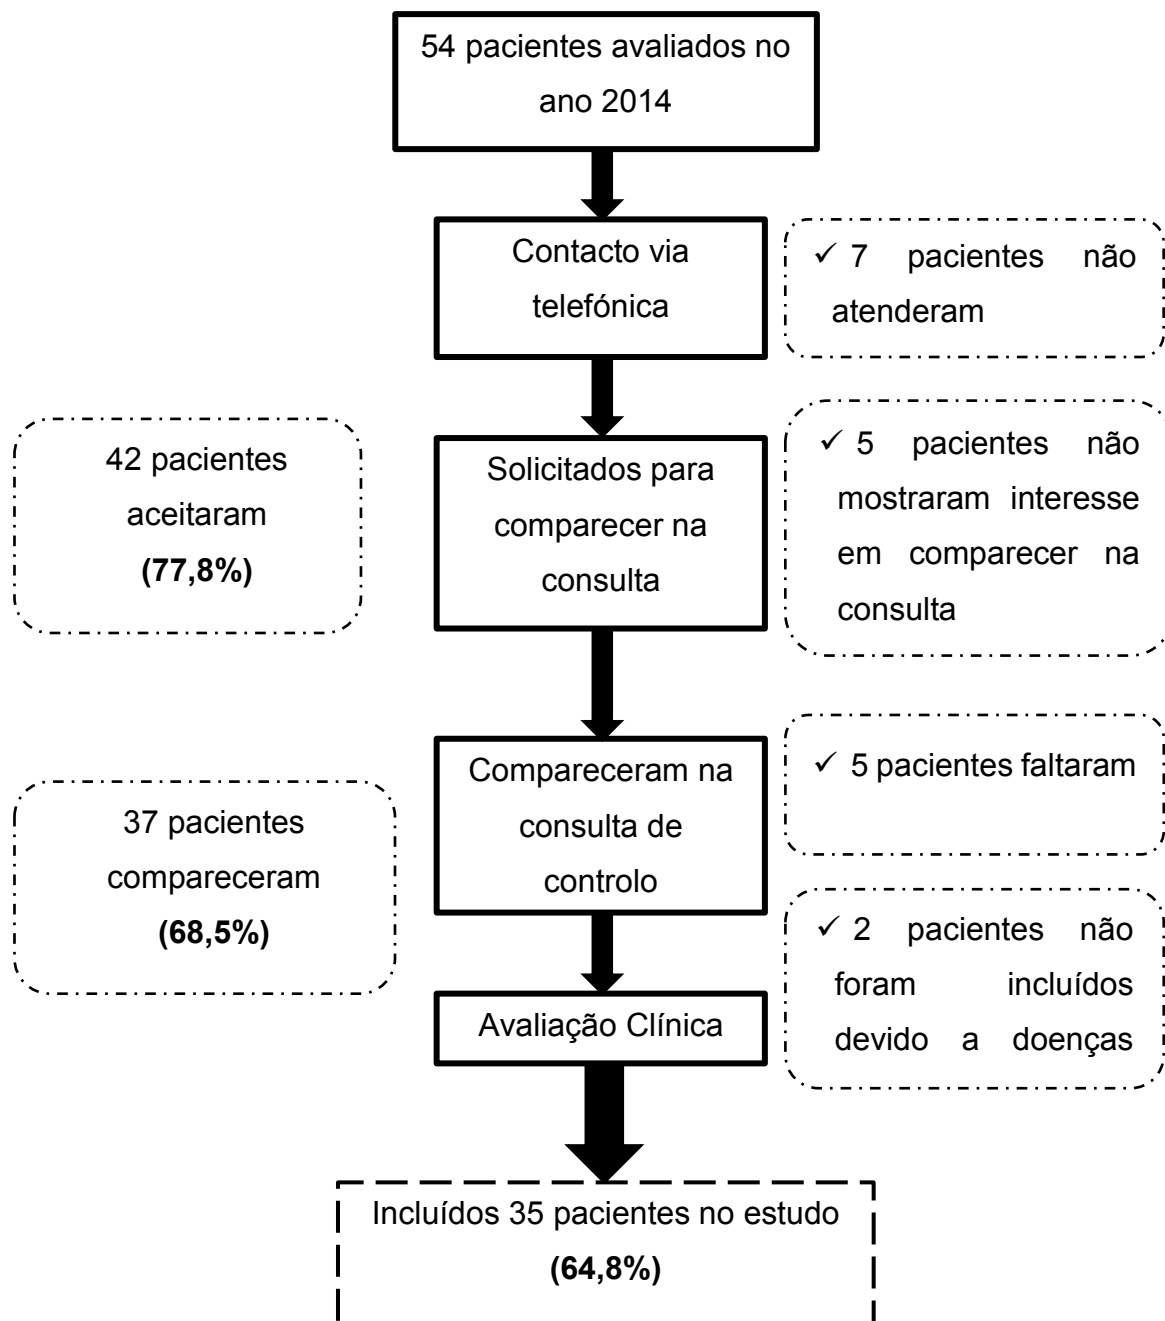 54 pacientes avaliados no
ano 2014
Contacto via
telefónica
✓ 7 pacientes não
atenderam
42 pacientes
aceitaram
(77,8%)
Solicitados para
comparecer na
consulta
✓ 5 pacientes não
mostraram interesse
em comparecer na
consulta
Compareceram na
consulta de
controlo
✓ 5 pacientes faltaram
37 pacientes
compareceram
(68,5%)
✓ 2 pacientes não
foram incluídos
devido a doenças
Avaliação Clínica
Incluídos 35 pacientes no estudo
(64,8%)